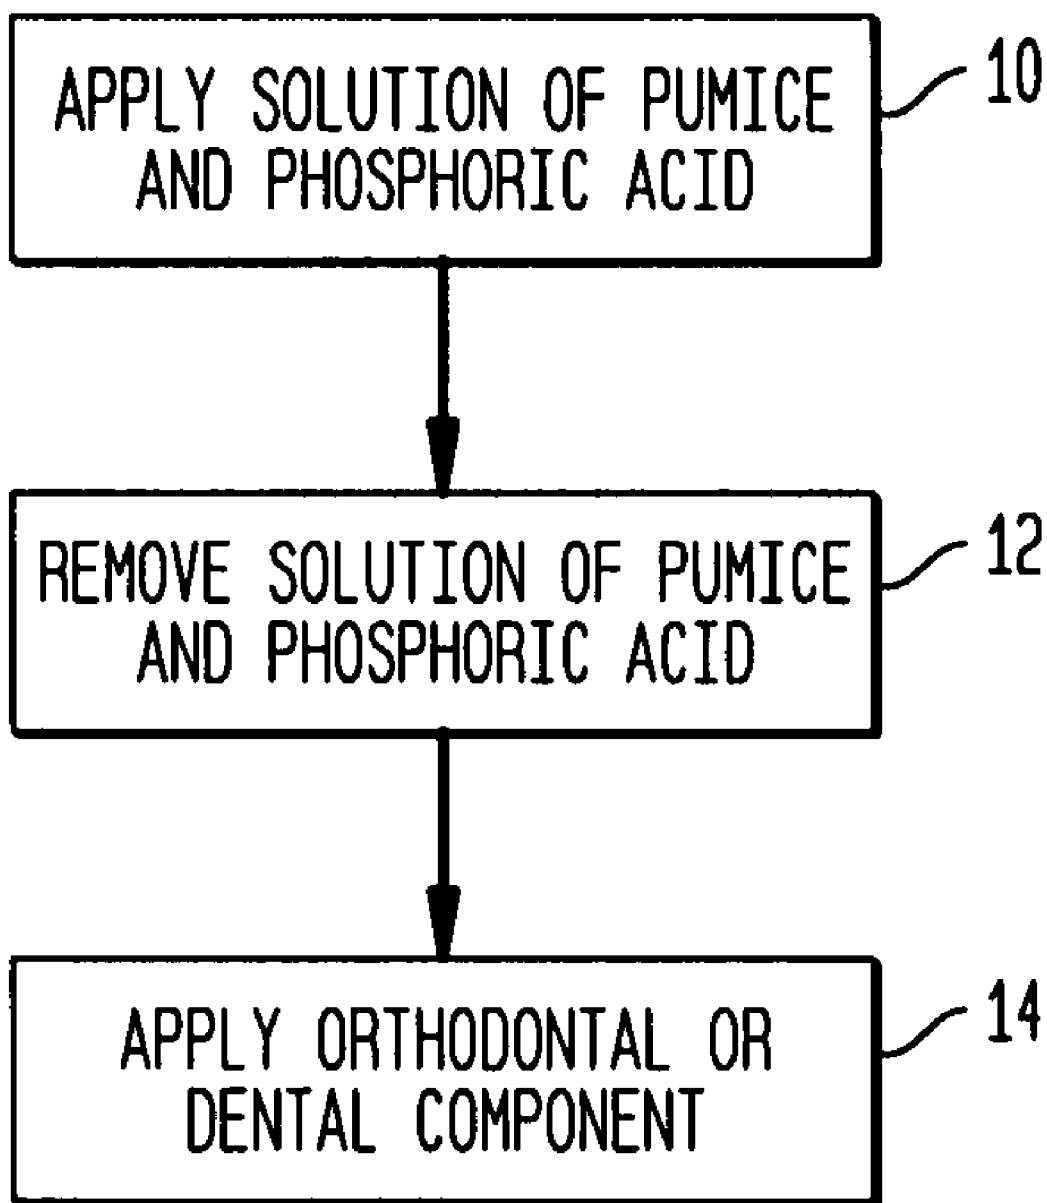 APPLY SOLUTION OF PUMICE
AND PHOSPHORIC ACID
10
REMOVE SOLUTION OF PUMICE
AND PHOSPHORIC ACID
12
APPLY ORTHODONTAL OR
DENTAL COMPONENT
14